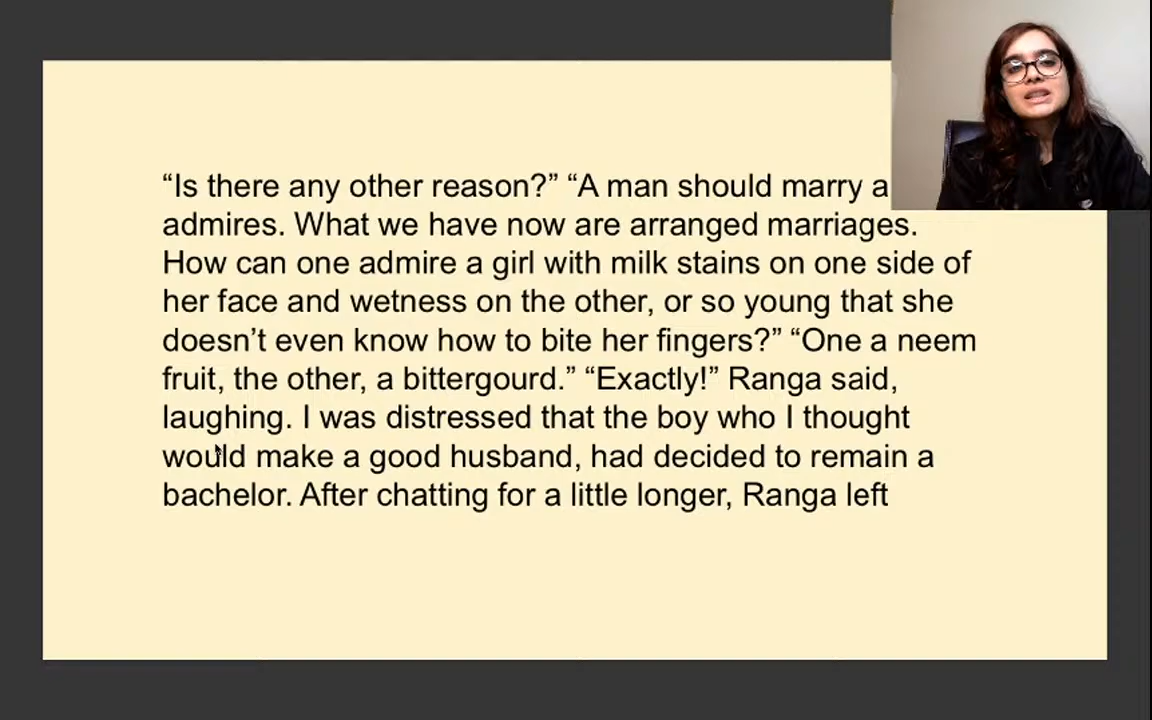 “Is there any other reason?” “A man should marry a
admires. What we have now are arranged marriages.
How can one admire a girl with milk stains on one side of
her face and wetness on the other, or so young that she
doesn’t even know how to bite her fingers?” “One a neem
fruit, the other, a bittergourd.” “Exactly!” Ranga said,
laughing. I was distressed that the boy who I thought
would make a good husband, had decided to remain a
bachelor. After chatting for a little longer, Ranga left